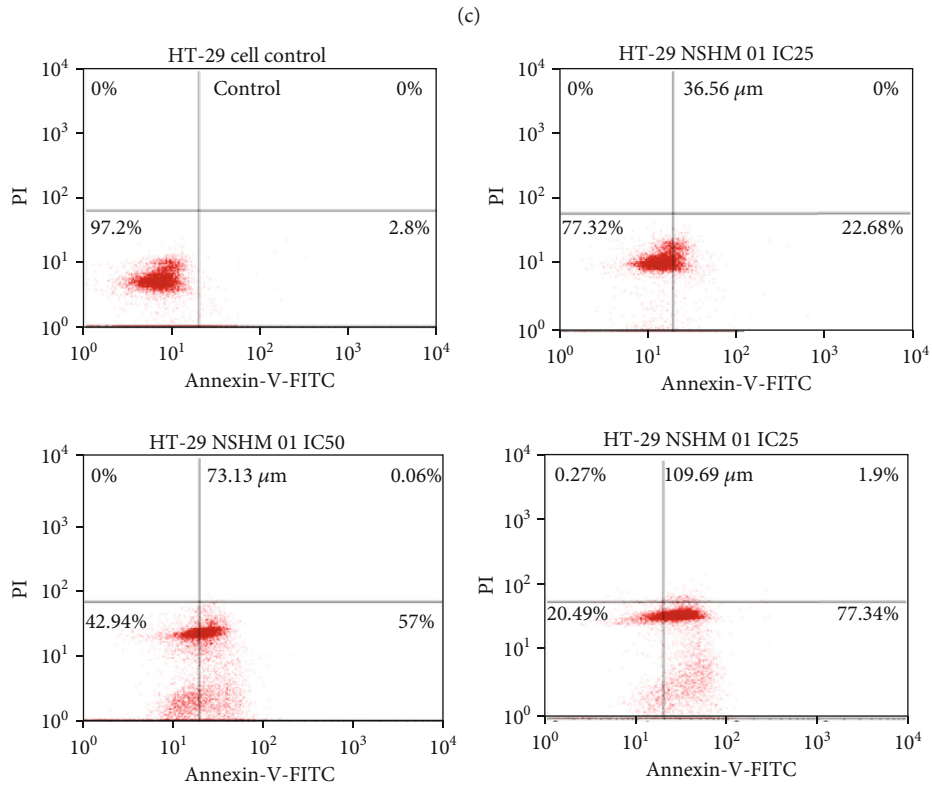 (c)
HT-29 cell control
Control
0%
0%
97.2%
2.8%
PI
10⁴
10³
10²
10¹
10⁰
10⁰ 10¹ 10² 10³ 10⁴
Annexin-V-FITC
HT-29 NSHM 01 IC25
36.56 μm
0%
0%
77.32%
22.68%
PI
10⁴
10³
10²
10¹
10⁰
10⁰ 10¹ 10² 10³ 10⁴
Annexin-V-FITC
HT-29 NSHM 01 IC50
73.13 μm
0%
0.06%
42.94%
57%
PI
10⁴
10³
10²
10¹
10⁰
10⁰ 10¹ 10² 10³ 10⁴
Annexin-V-FITC
HT-29 NSHM 01 IC25
109.69 μm
0.27%
1.9%
20.49%
77.34%
PI
10⁴
10³
10²
10¹
10⁰
10⁰ 10¹ 10² 10³ 10⁴
Annexin-V-FITC